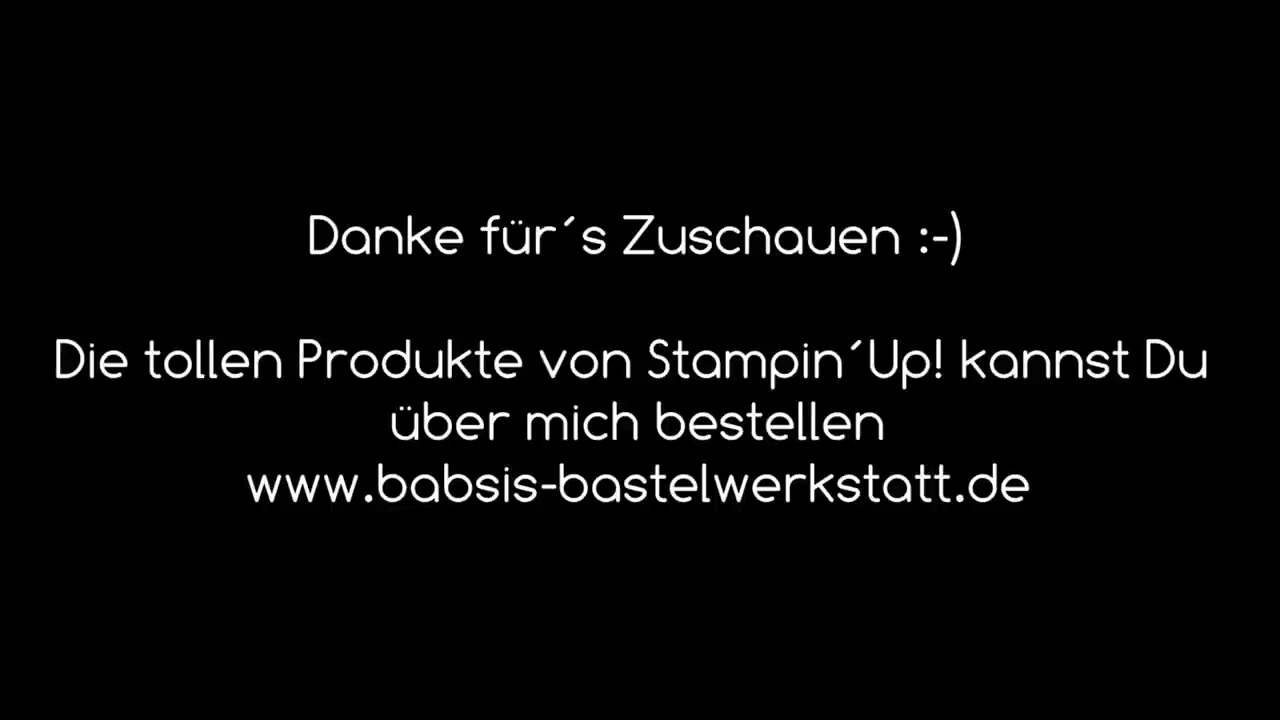 Danke für´s Zuschauen :-)
Die tollen Produkte von Stampin´Up! kannst Du
über mich bestellen
www.babsis-bastelwerkstatt.de